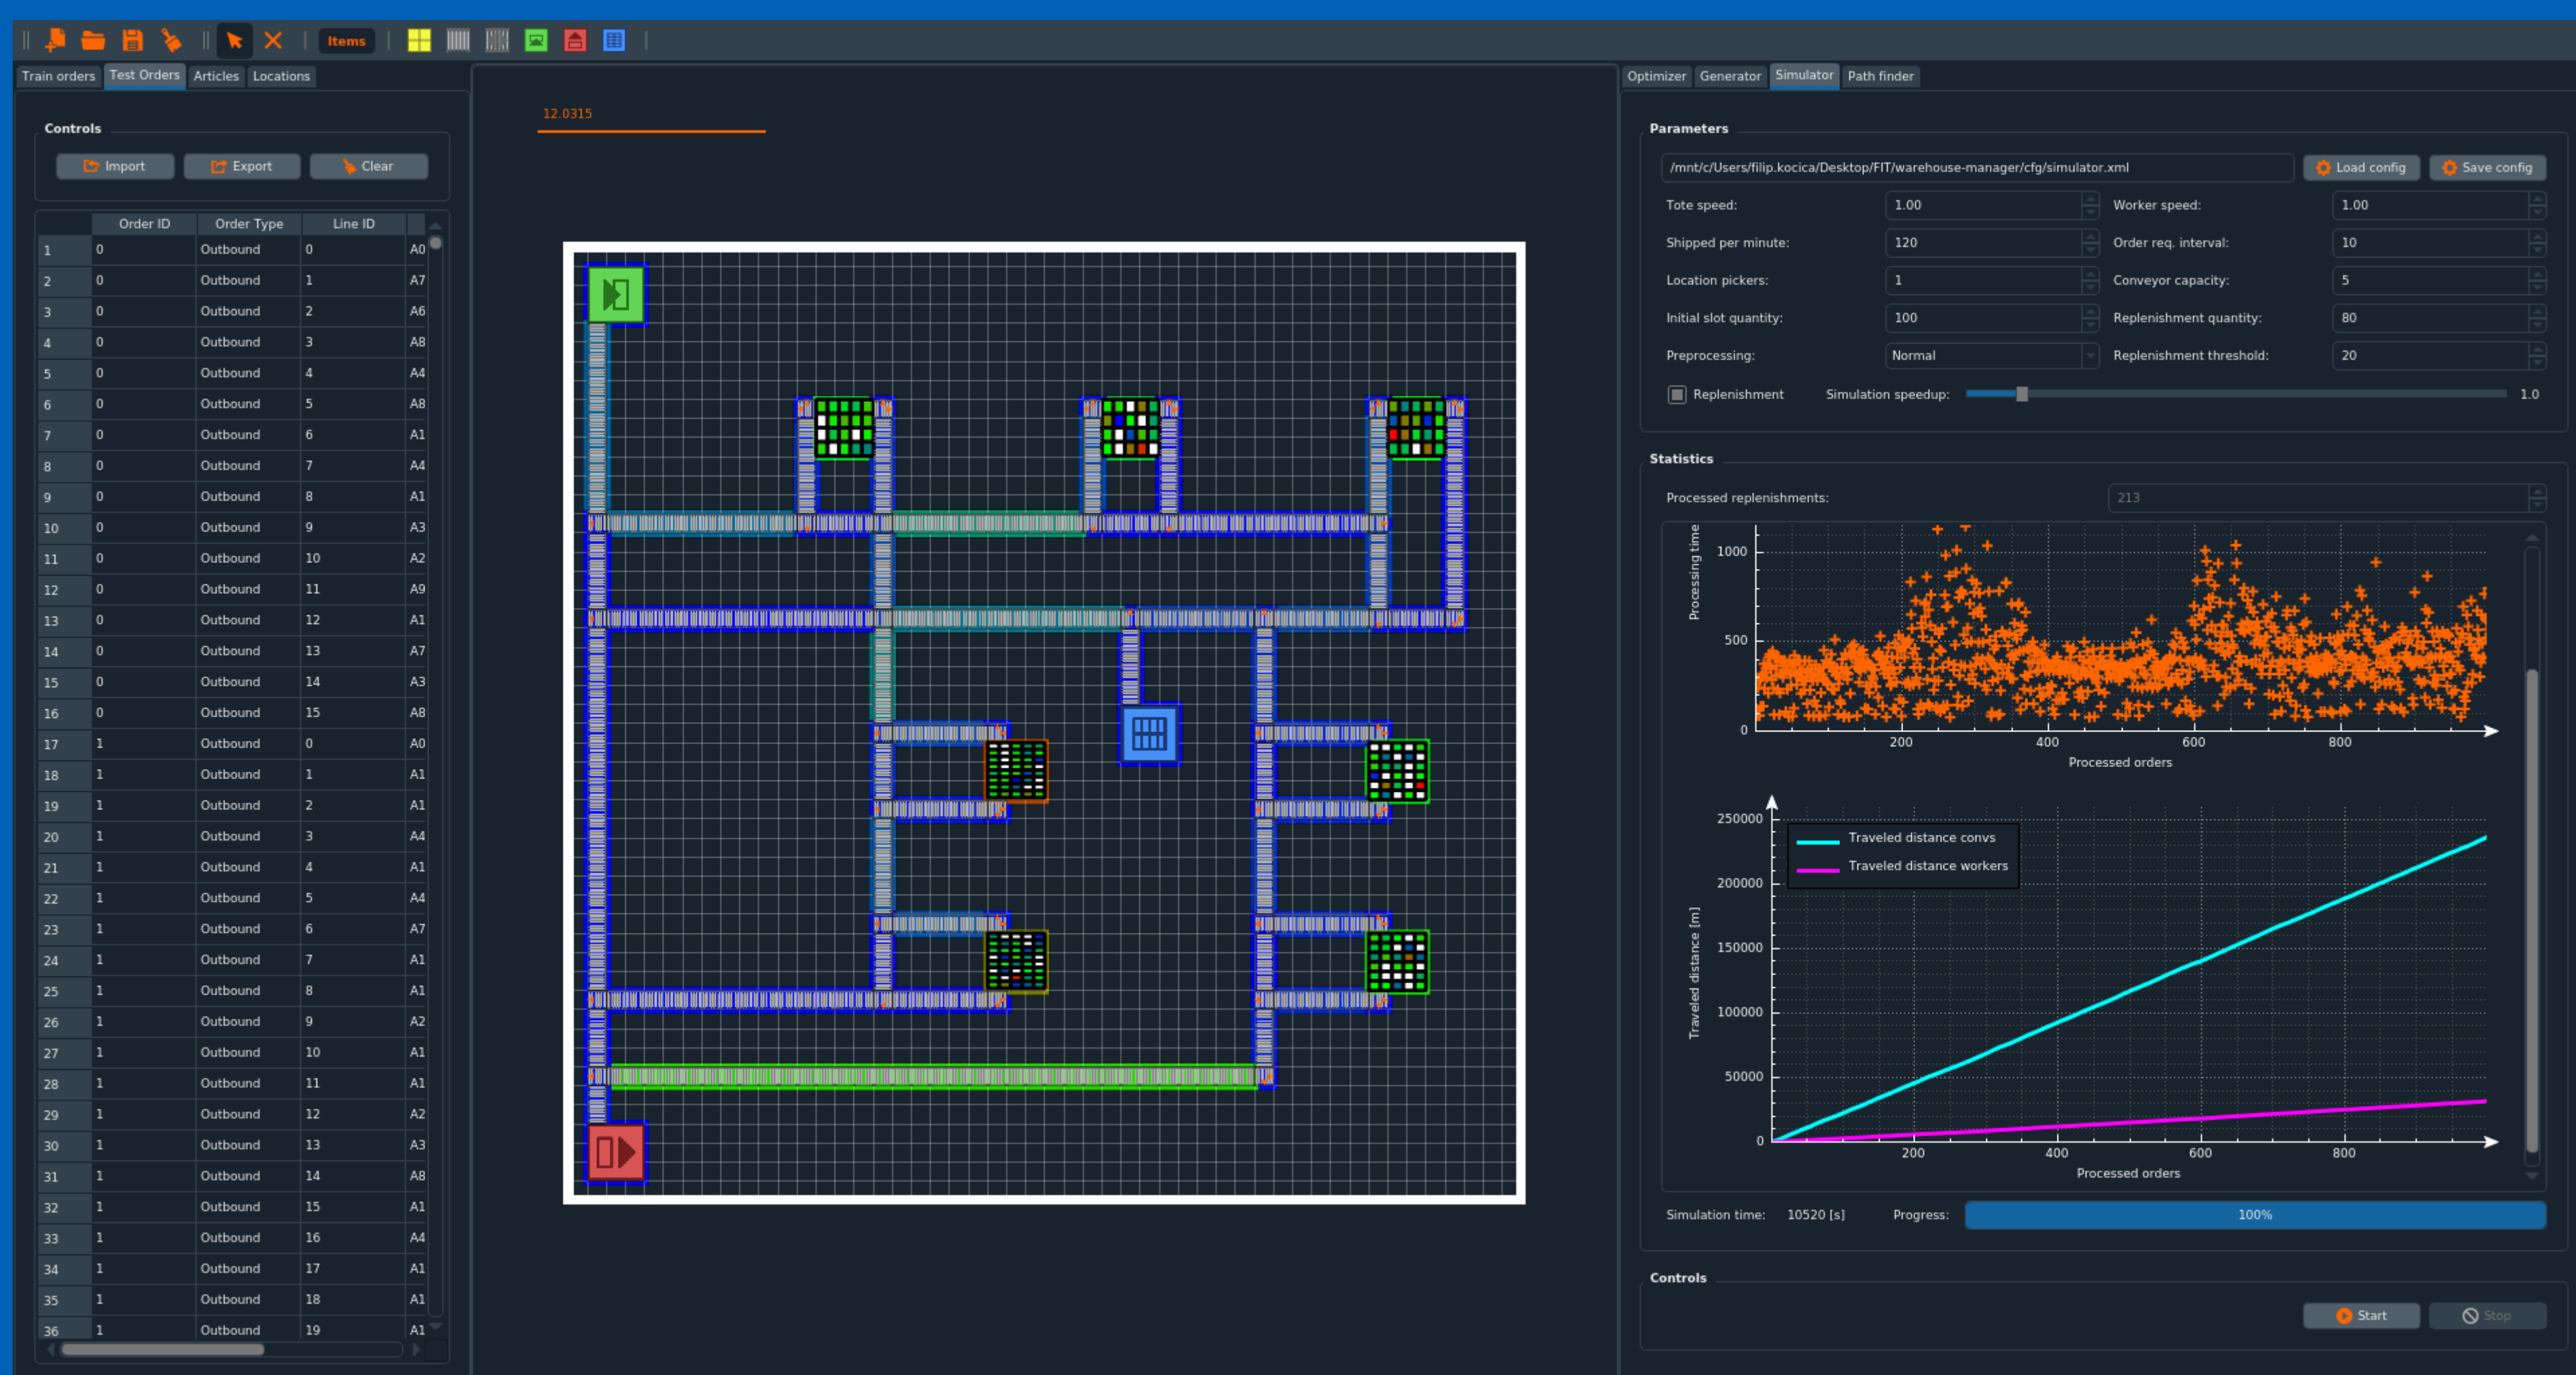 Items
Train orders Test Orders Articles Locations
Controls
Import Export Clear
Order ID Order Type Line ID
1 0 Outbound 0 A0
2 0 Outbound 1 A7
3 0 Outbound 2 A6
4 0 Outbound 3 A8
5 0 Outbound 4 A4
6 0 Outbound 5 A8
7 0 Outbound 6 A1
8 0 Outbound 7 A4
9 0 Outbound 8 A1
10 0 Outbound 9 A3
11 0 Outbound 10 A2
12 0 Outbound 11 A9
13 0 Outbound 12 A1
14 0 Outbound 13 A7
15 0 Outbound 14 A3
16 0 Outbound 15 A8
17 1 Outbound 0 A0
18 1 Outbound 1 A1
19 1 Outbound 2 A1
20 1 Outbound 3 A4
21 1 Outbound 4 A1
22 1 Outbound 5 A4
23 1 Outbound 6 A7
24 1 Outbound 7 A1
25 1 Outbound 8 A1
26 1 Outbound 9 A2
27 1 Outbound 10 A1
28 1 Outbound 11 A1
29 1 Outbound 12 A2
30 1 Outbound 13 A3
31 1 Outbound 14 A8
32 1 Outbound 15 A1
33 1 Outbound 16 A4
34 1 Outbound 17 A1
35 1 Outbound 18 A1
36 1 Outbound 19 A1
12.0315
Optimizer Generator Simulator Path finder
Parameters
/mnt/c/Users/filip.kocica/Desktop/FIT/warehouse-manager/cfg/simulator.xml Load config Save config
Tote speed: 1.00 Worker speed: 1.00
Shipped per minute: 120 Order req. interval: 10
Location pickers: 1 Conveyor capacity: 5
Initial slot quantity: 100 Replenishment quantity: 80
Preprocessing: Normal Replenishment threshold: 20
Replenishment Simulation speedup: 1.0
Statistics
Processed replenishments: 213
Processing time
1000
500
0
200 400 600 800
Processed orders
Traveled distance [m]
250000
200000
150000
100000
50000
0
Traveled distance convs
Traveled distance workers
200 400 600 800
Processed orders
Simulation time: 10520 [s] Progress: 100%
Controls
Start Stop